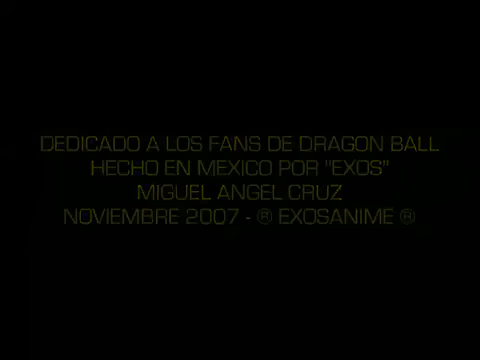 DEDICADO A LOS FANS DE DRAGON BALL
HECHO EN MEXICO POR "EXOS"
MIGUEL ANGEL CRUZ
NOVIEMBRE 2007 - ® EXOSANIME ®